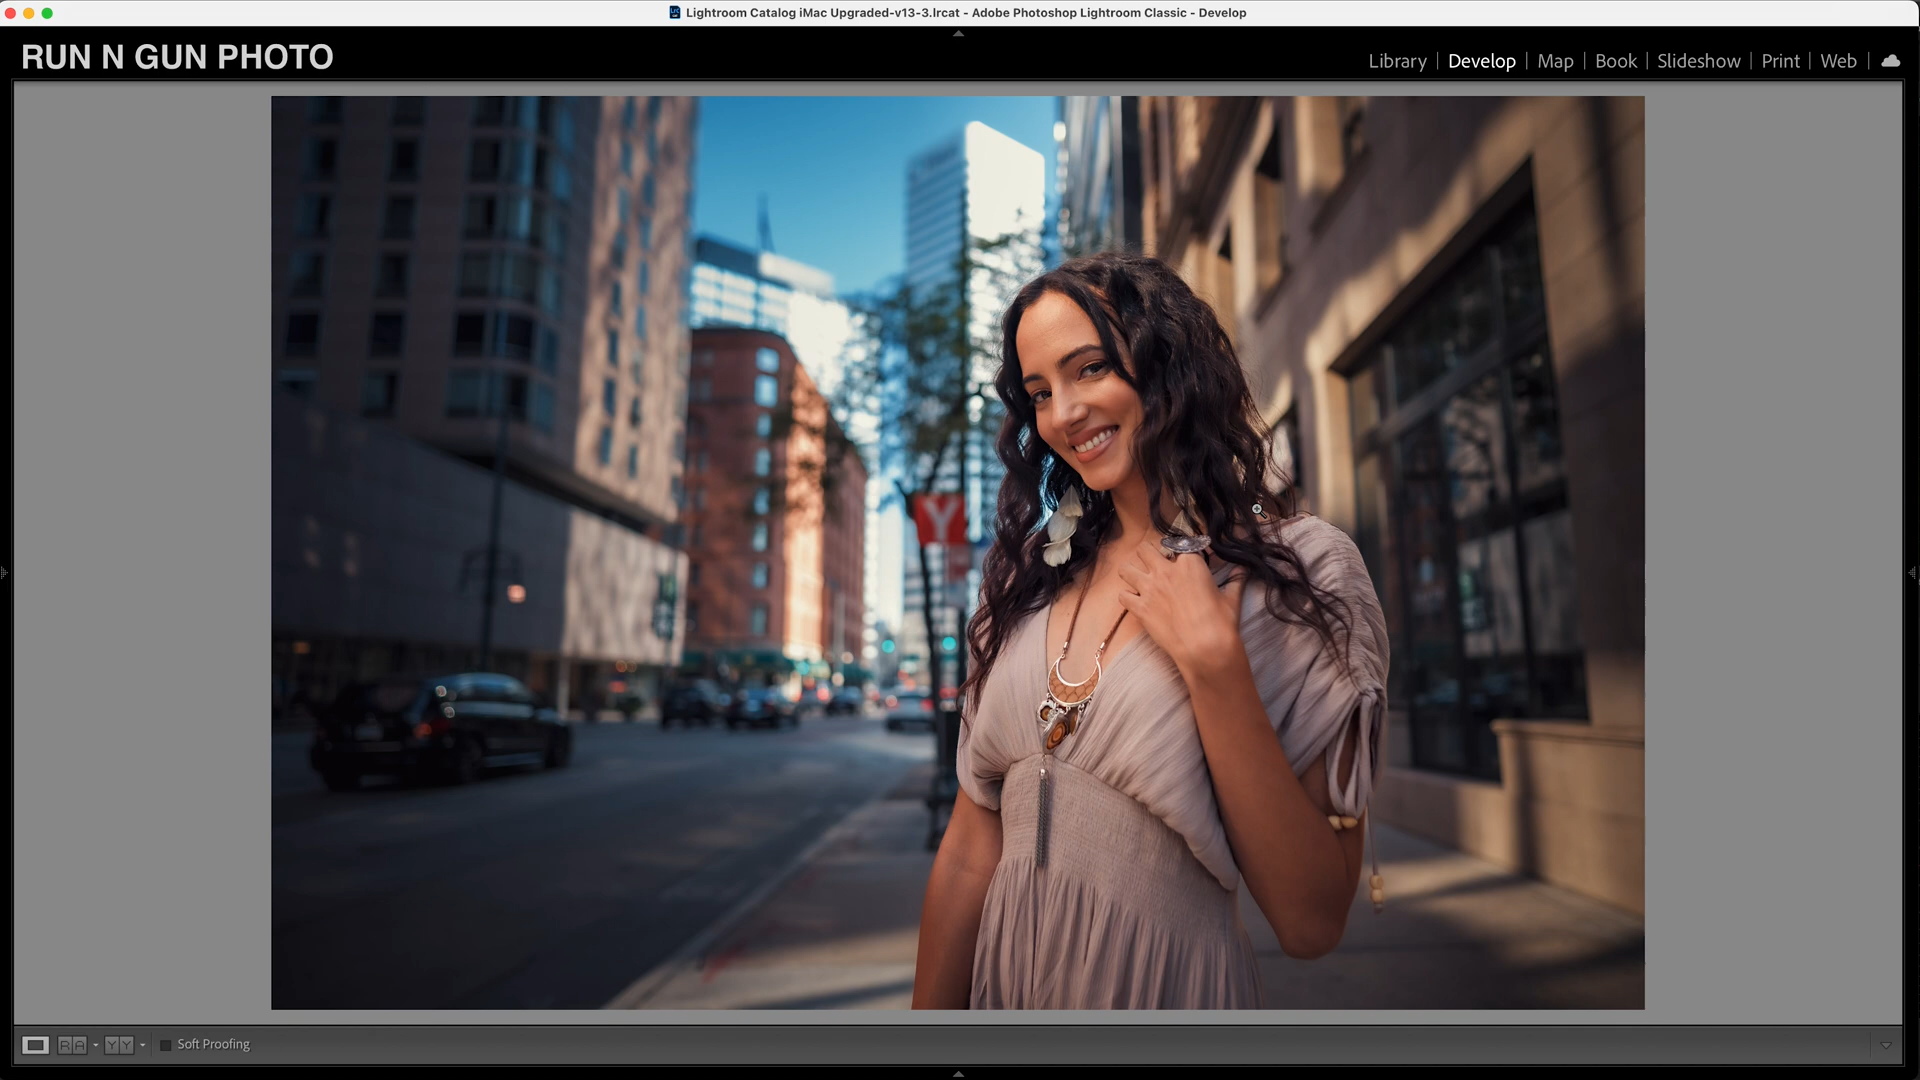 Lightroom Catalog iMac Upgraded-v13-3.lrcat - Adobe Photoshop Lightroom Classic - Develop
RUN N GUN PHOTO
Library | Develop | Map | Book | Slideshow | Print | Web
Y
R A
Y Y
Soft Proofing